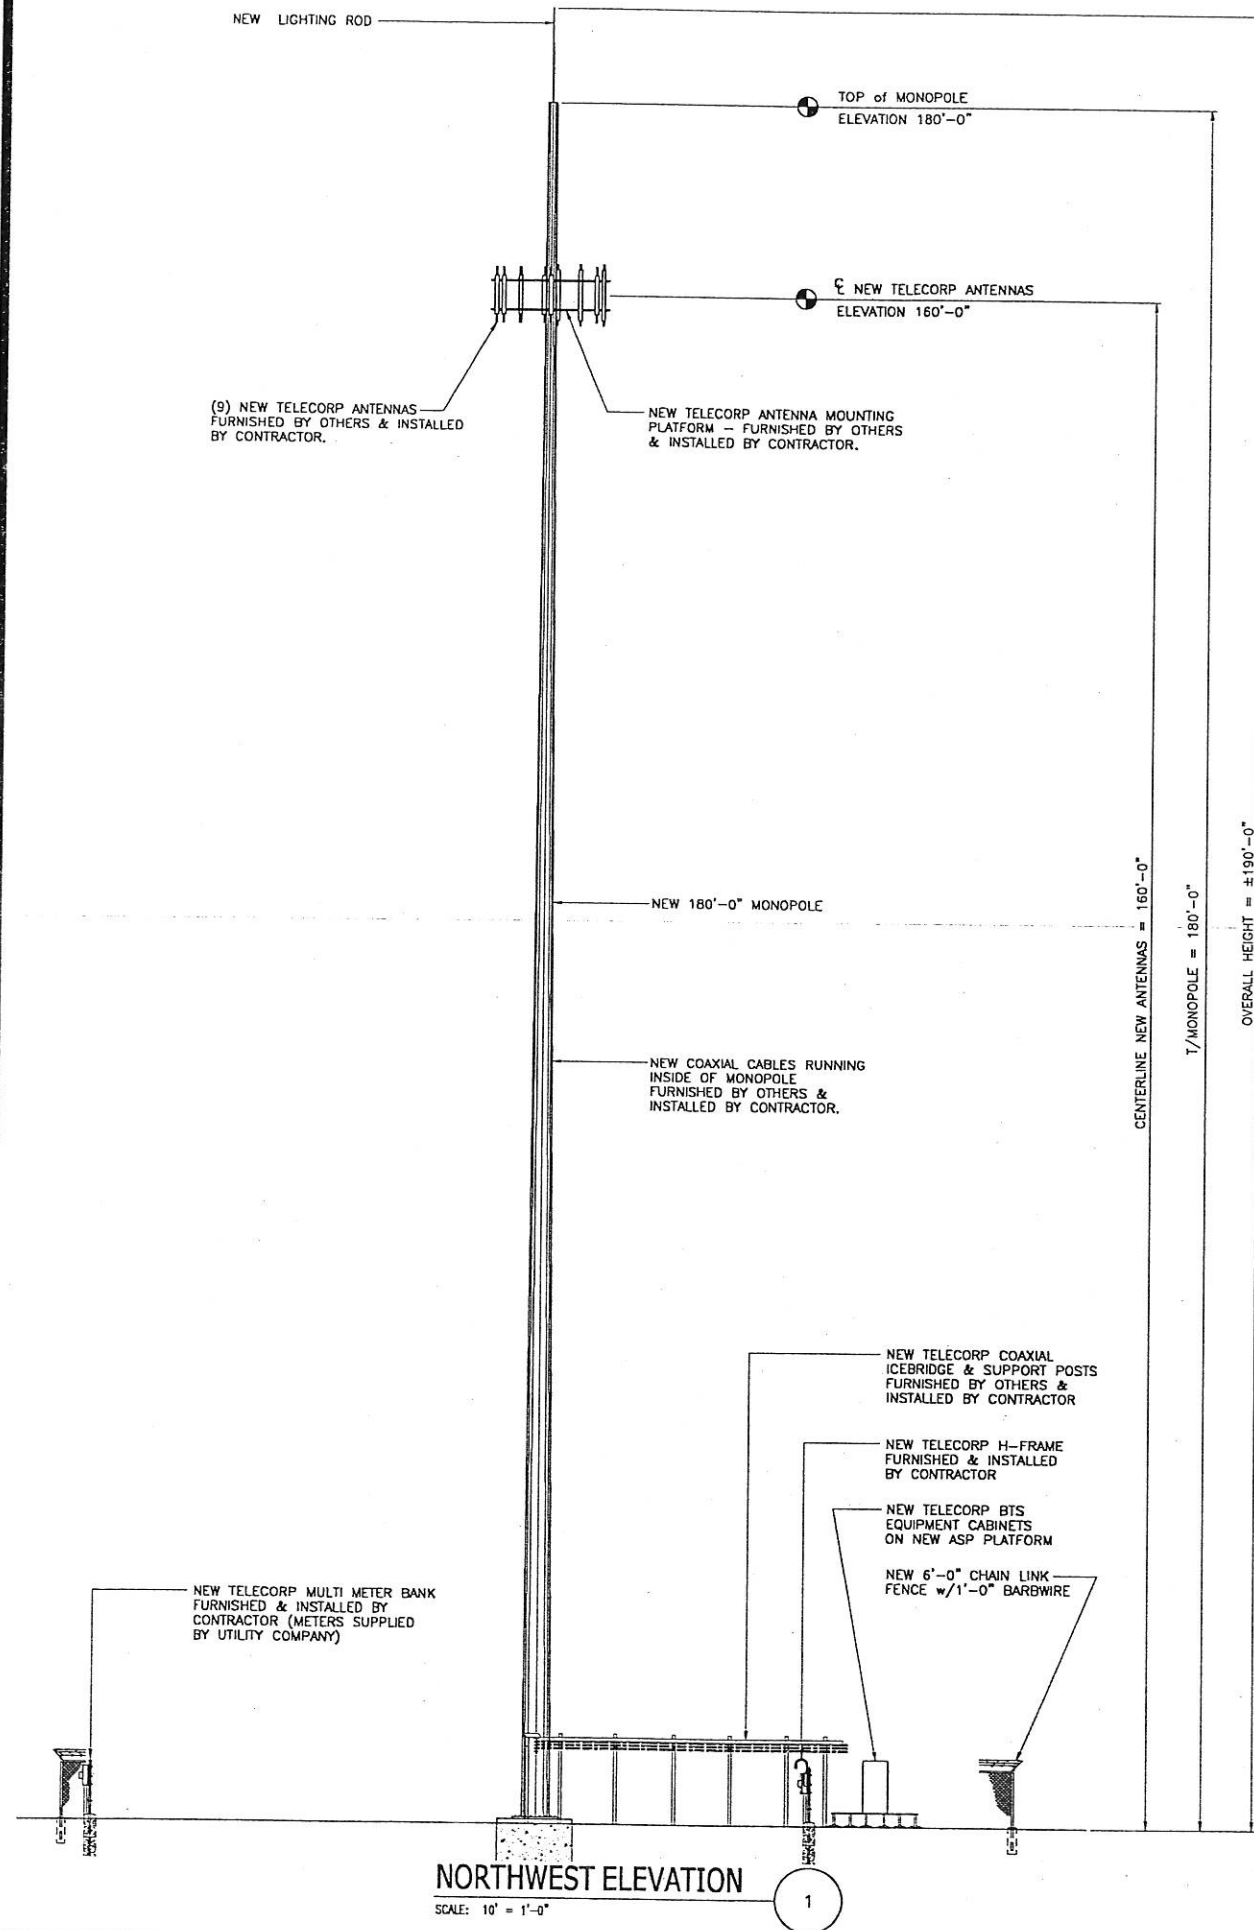 NEW LIGHTING ROD
TOP of MONOPOLE
ELEVATION 180'-0"
℄ NEW TELECORP ANTENNAS
ELEVATION 160'-0"
(9) NEW TELECORP ANTENNAS
FURNISHED BY OTHERS & INSTALLED
BY CONTRACTOR.
NEW TELECORP ANTENNA MOUNTING
PLATFORM – FURNISHED BY OTHERS
& INSTALLED BY CONTRACTOR.
NEW 180'-0" MONOPOLE
CENTERLINE NEW ANTENNAS = 160'-0"
T/MONOPOLE = 180'-0"
OVERALL HEIGHT = ±190'-0"
NEW COAXIAL CABLES RUNNING
INSIDE OF MONOPOLE
FURNISHED BY OTHERS &
INSTALLED BY CONTRACTOR.
NEW TELECORP COAXIAL
ICEBRIDGE & SUPPORT POSTS
FURNISHED BY OTHERS &
INSTALLED BY CONTRACTOR
NEW TELECORP H-FRAME
FURNISHED & INSTALLED
BY CONTRACTOR
NEW TELECORP BTS
EQUIPMENT CABINETS
ON NEW ASP PLATFORM
NEW 6'-0" CHAIN LINK
FENCE w/1'-0" BARBWIRE
NEW TELECORP MULTI METER BANK
FURNISHED & INSTALLED BY
CONTRACTOR (METERS SUPPLIED
BY UTILITY COMPANY)
NORTHWEST ELEVATION
SCALE: 10' = 1'-0"
1